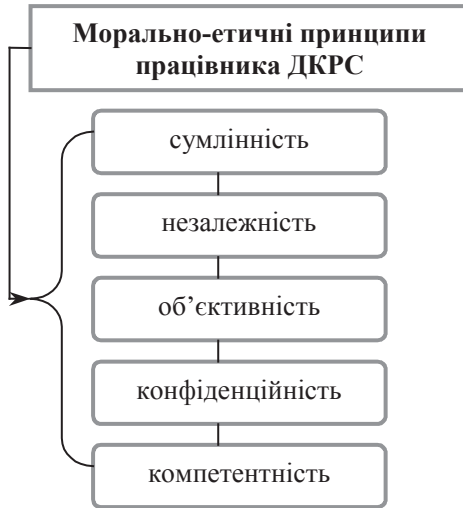 Морально-етичні принципи
працівника ДКРС
сумлінність
незалежність
об’єктивність
конфіденційність
компетентність